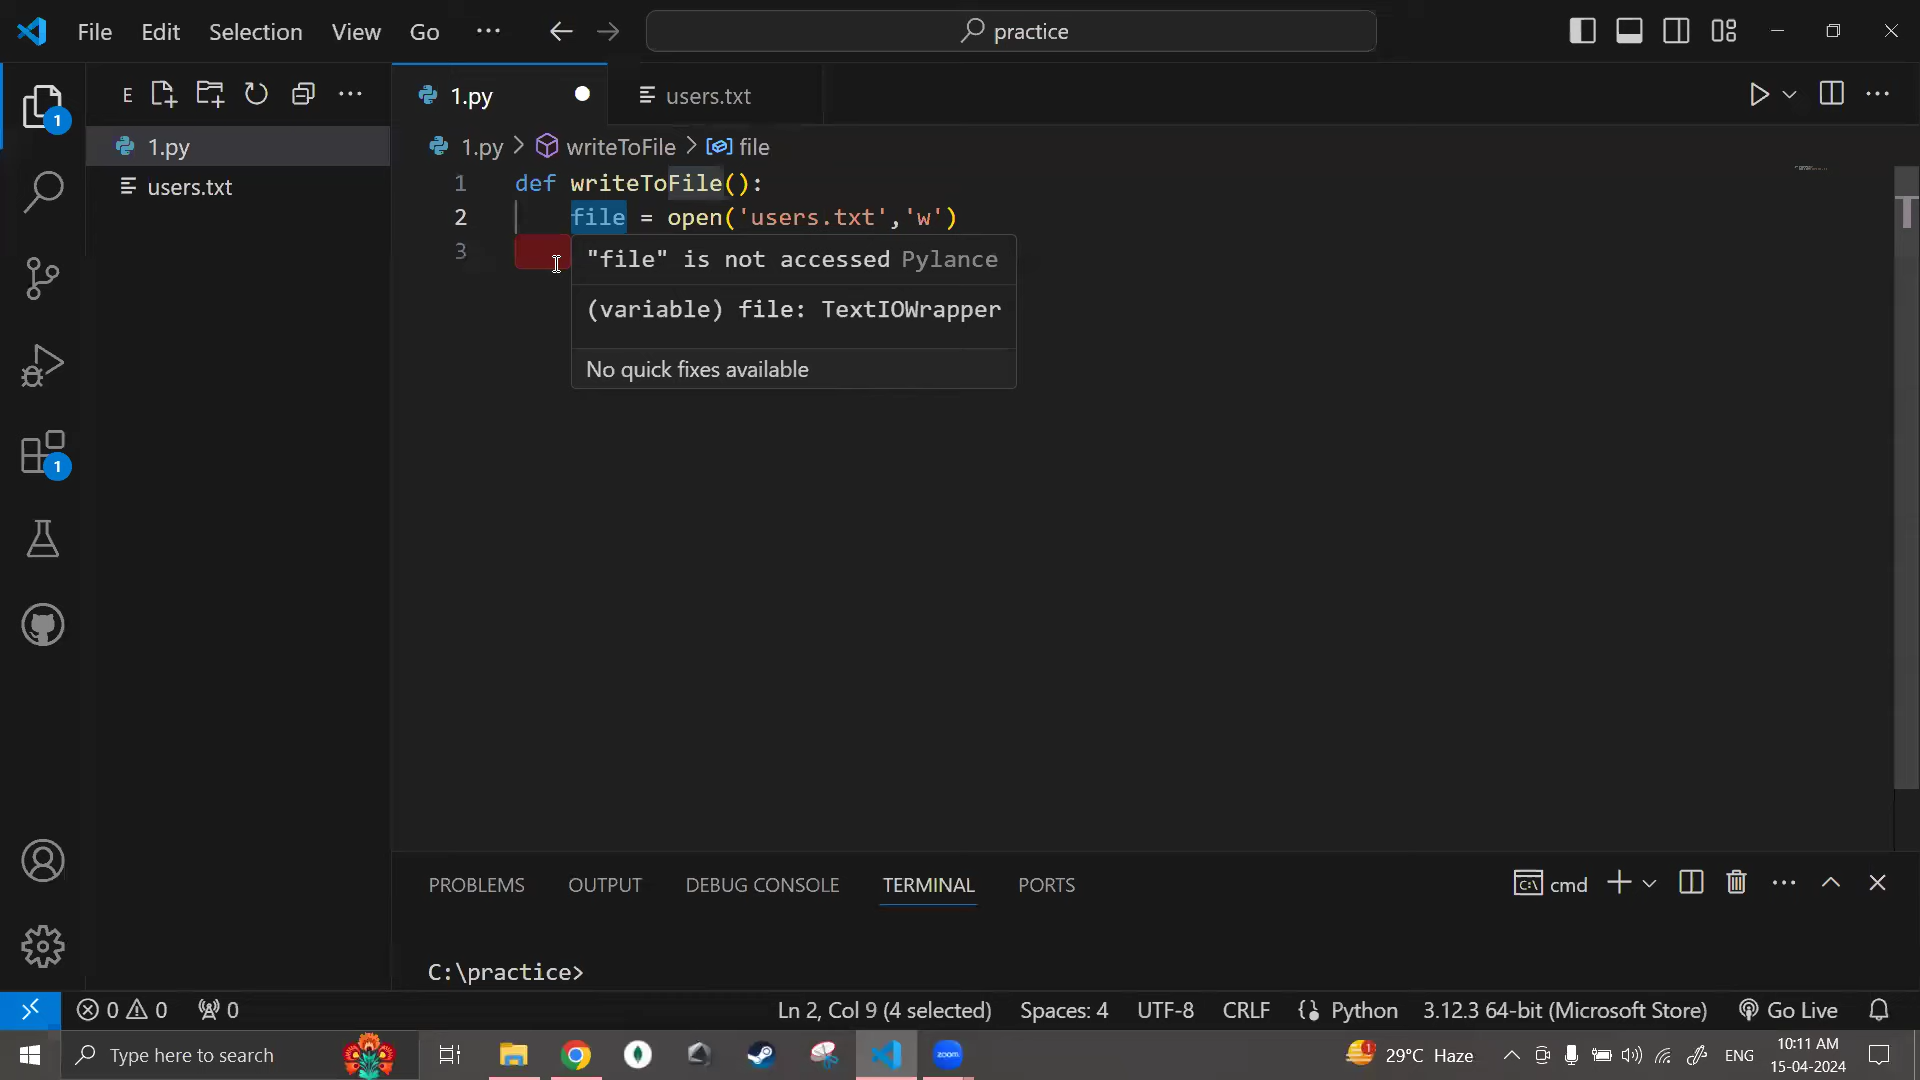 File Edit Selection View Go ··· practice
1
E ···
1.py
users.txt
1.py users.txt ···
1.py > writeToFile > file
1 def writeToFile():
2 file = open('users.txt','w')
3
"file" is not accessed Pylance
(variable) file: TextIOWrapper
No quick fixes available
1
PROBLEMS OUTPUT DEBUG CONSOLE TERMINAL PORTS cmd ···
C:\practice>
0 0 0 Ln 2, Col 9 (4 selected) Spaces: 4 UTF-8 CRLF Python 3.12.3 64-bit (Microsoft Store) Go Live
Type here to search zoom 1 29°C Haze ENG 10:11 AM
15-04-2024